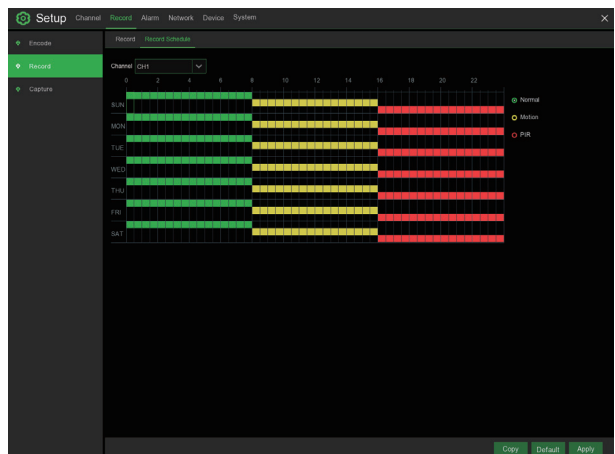 Setup Channel Record Alarm Network Device System
Encode
Record
Capture
Record Record Schedule
Channel CH1
0 2 4 6 8 10 12 14 16 18 20 22
SUN
MON
TUE
WED
THU
FRI
SAT
Normal
Motion
PIR
Copy Default Apply